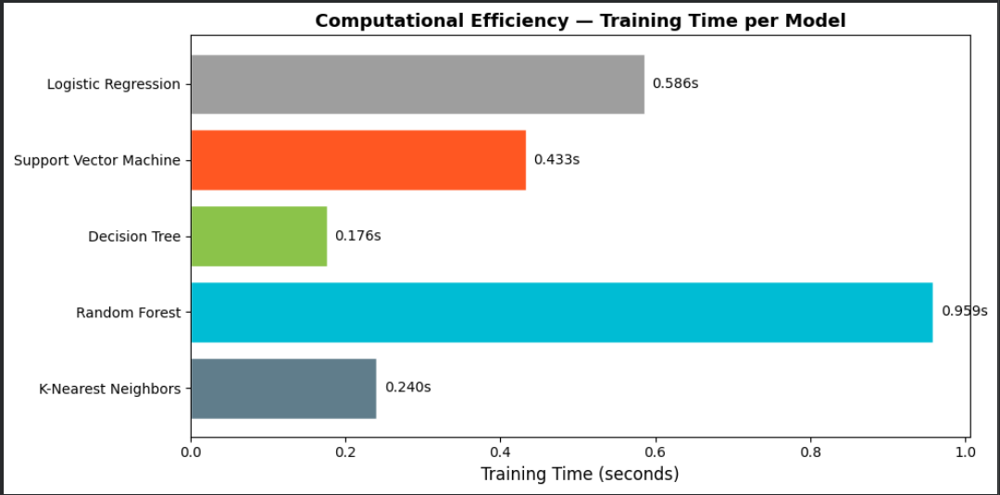 Computational Efficiency — Training Time per Model
Logistic Regression 0.586s
Support Vector Machine 0.433s
Decision Tree 0.176s
Random Forest 0.959s
K-Nearest Neighbors 0.240s
0.0 0.2 0.4 0.6 0.8 1.0
Training Time (seconds)